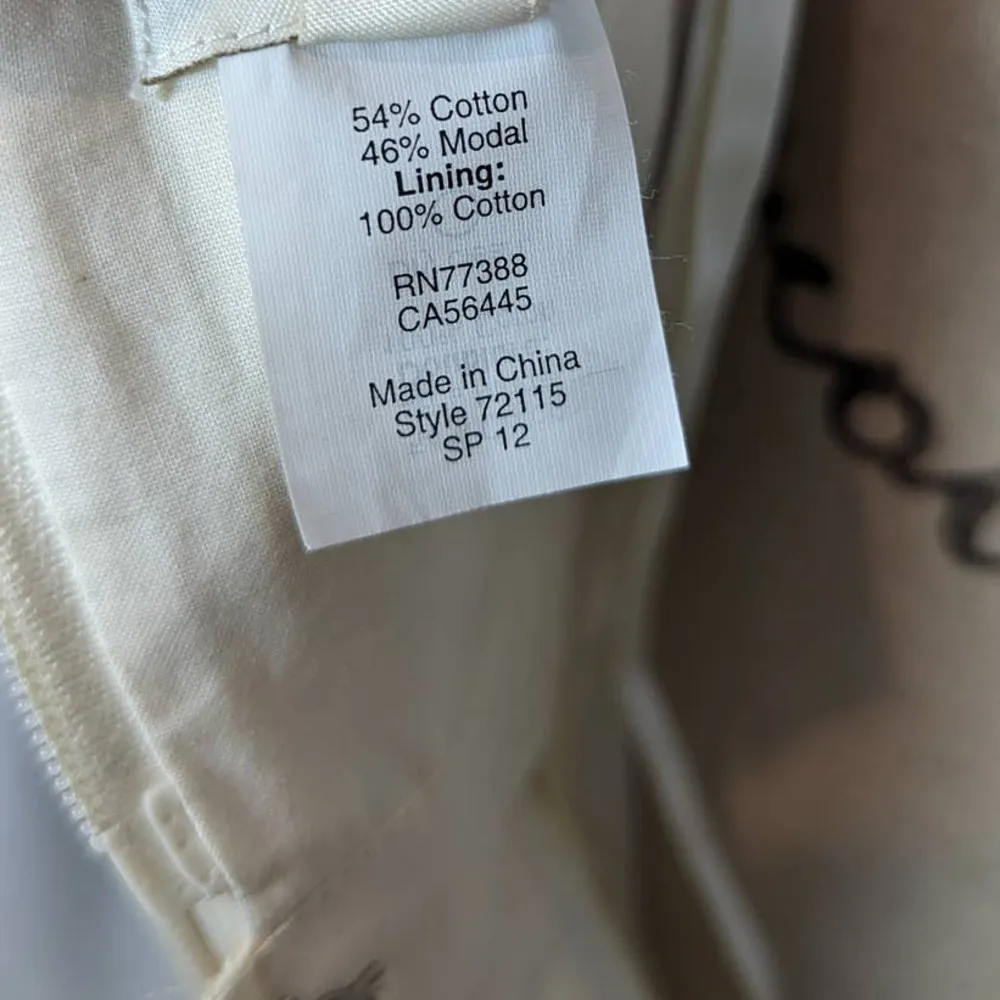 54% Cotton
46% Modal
Lining:
100% Cotton
RN77388
CA56445
Made in China
Style 72115
SP 12